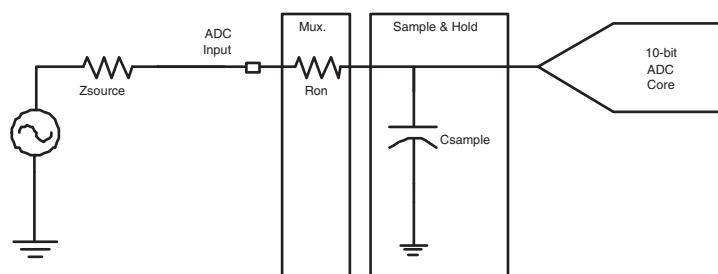 Mux.
Sample & Hold
ADC
Input
10-bit
ADC
Core
Zsource
Ron
Csample